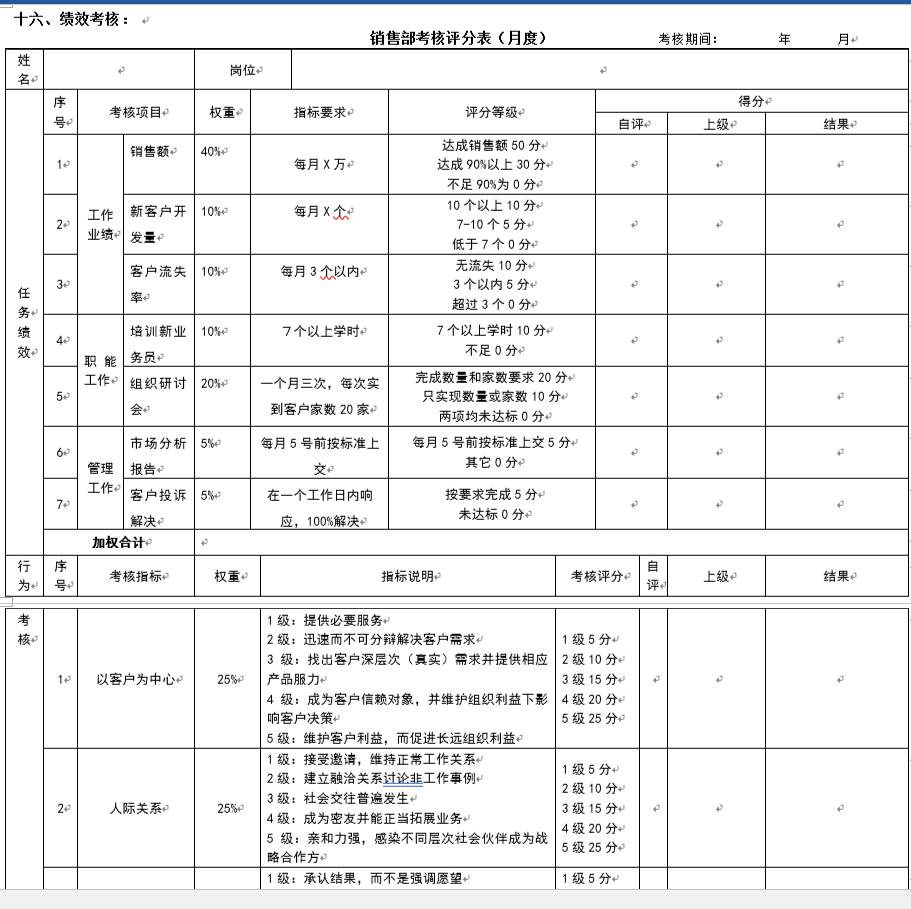 十六、绩效考核：
销售部考核评分表（月度） 考核期间： 年 月
姓名 岗位
任务绩效
序号 考核项目 权重 指标要求 评分等级 得分
自评 上级 结果
工作业绩
1 销售额 40% 每月 X 万 达成销售额 50 分
达成 90%以上 30 分
不足 90%为 0 分
2 新客户开发量 10% 每月 X 个 10 个以上 10 分
7-10 个 5 分
低于 7 个 0 分
3 客户流失率 10% 每月 3 个以内 无流失 10 分
3 个以内 5 分
超过 3 个 0 分
职能工作
4 培训新业务员 10% 7 个以上学时 7 个以上学时 10 分
不足 0 分
5 组织研讨会 20% 一个月三次，每次实到客户家数 20 家 完成数量和家数要求 20 分
只实现数量或家数 10 分
两项均未达标 0 分
管理工作
6 市场分析报告 5% 每月 5 号前按标准上交 每月 5 号前按标准上交 5 分
其它 0 分
7 客户投诉解决 5% 在一个工作日内响应，100%解决 按要求完成 5 分
未达标 0 分
加权合计
行为
序号 考核指标 权重 指标说明 考核评分 自评 上级 结果
考核
1 以客户为中心 25%
1 级：提供必要服务
2 级：迅速而不可分辩解决客户需求
3 级：找出客户深层次（真实）需求并提供相应
产品服力
4 级：成为客户信赖对象，并维护组织利益下影
响客户决策
5 级：维护客户利益，而促进长远组织利益
1 级 5 分
2 级 10 分
3 级 15 分
4 级 20 分
5 级 25 分
2 人际关系 25%
1 级：接受邀请，维持正常工作关系
2 级：建立融洽关系讨论非工作事例
3 级：社会交往普遍发生
4 级：成为密友并能正当拓展业务
5 级：亲和力强，感染不同层次社会伙伴成为战
略合作方
1 级 5 分
2 级 10 分
3 级 15 分
4 级 20 分
5 级 25 分
1 级：承认结果，而不是强调愿望
1 级 5 分